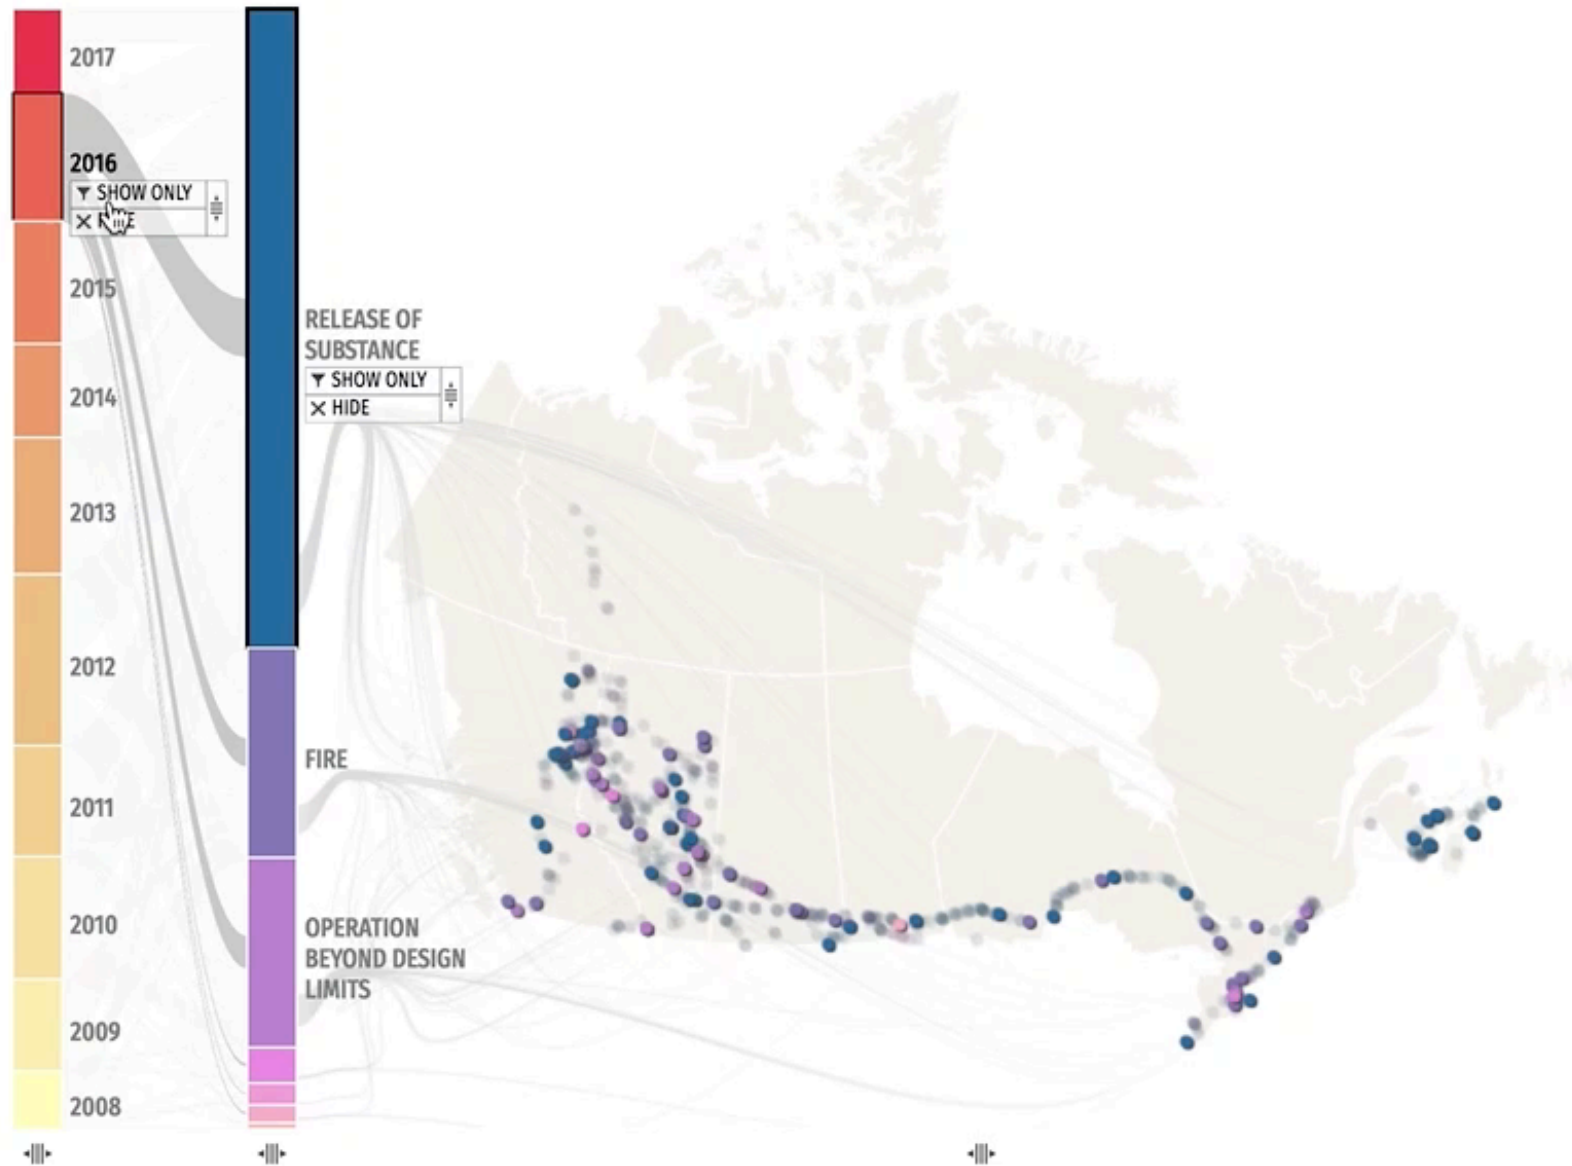 2017
2016
SHOW ONLY
2015
2014
2013
2012
2011
2010
2009
2008
RELEASE OF
SUBSTANCE
SHOW ONLY
HIDE
FIRE
OPERATION
BEYOND DESIGN
LIMITS